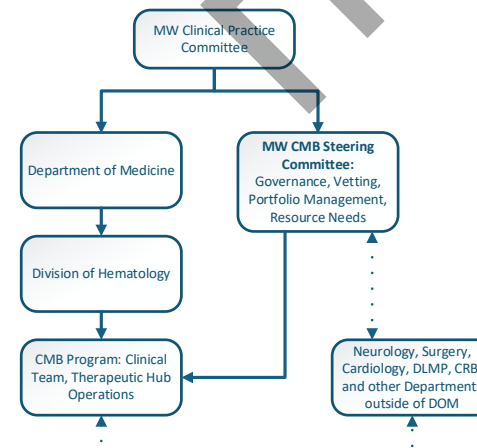 MW Clinical Practice
Committee
Department of Medicine
MW CMB Steering
Committee:
Governance, Vetting,
Portfolio Management,
Resource Needs
Division of Hematology
CMB Program: Clinical
Team, Therapeutic Hub
Operations
Neurology, Surgery,
Cardiology, DLMP, CRB
and other Department
outside of DOM